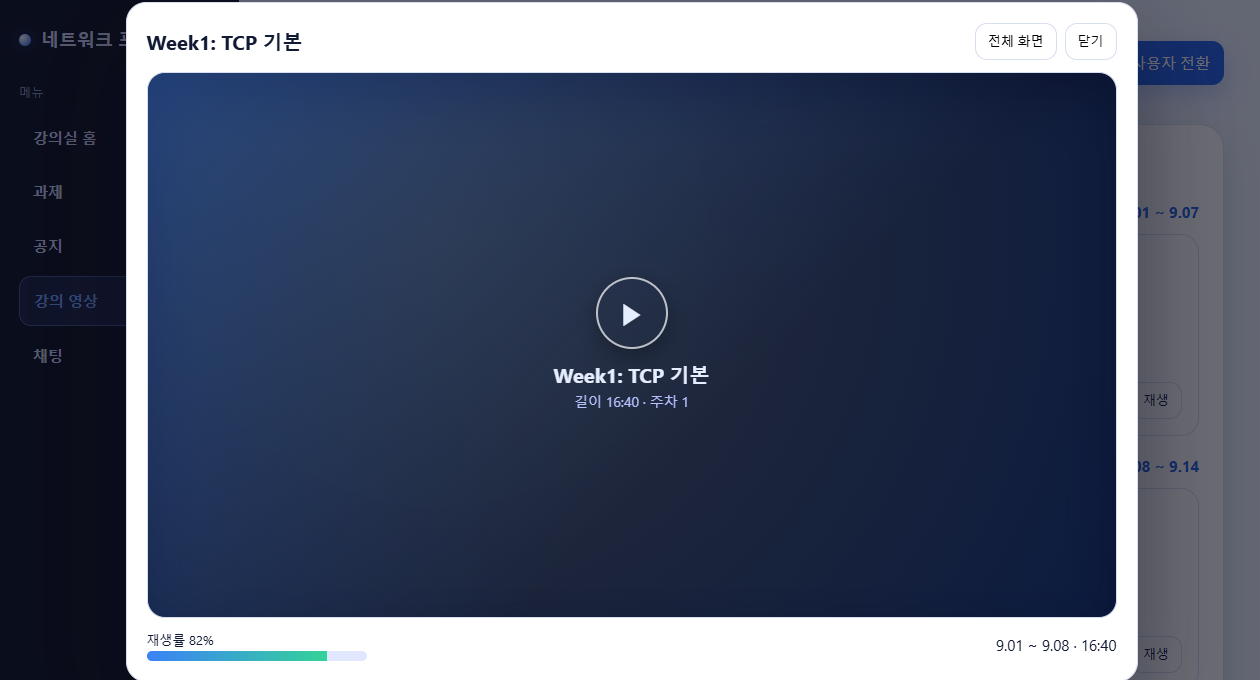 Week1: TCP 기본
전체 화면
닫기
네트워크
사용자 전환
메뉴
강의실 홈
과제
공지
강의 영상
채팅
01 ~ 9.07
재생
08 ~ 9.14
재생
Week1: TCP 기본
길이 16:40 · 주차 1
재생률 82%
9.01 ~ 9.08 · 16:40